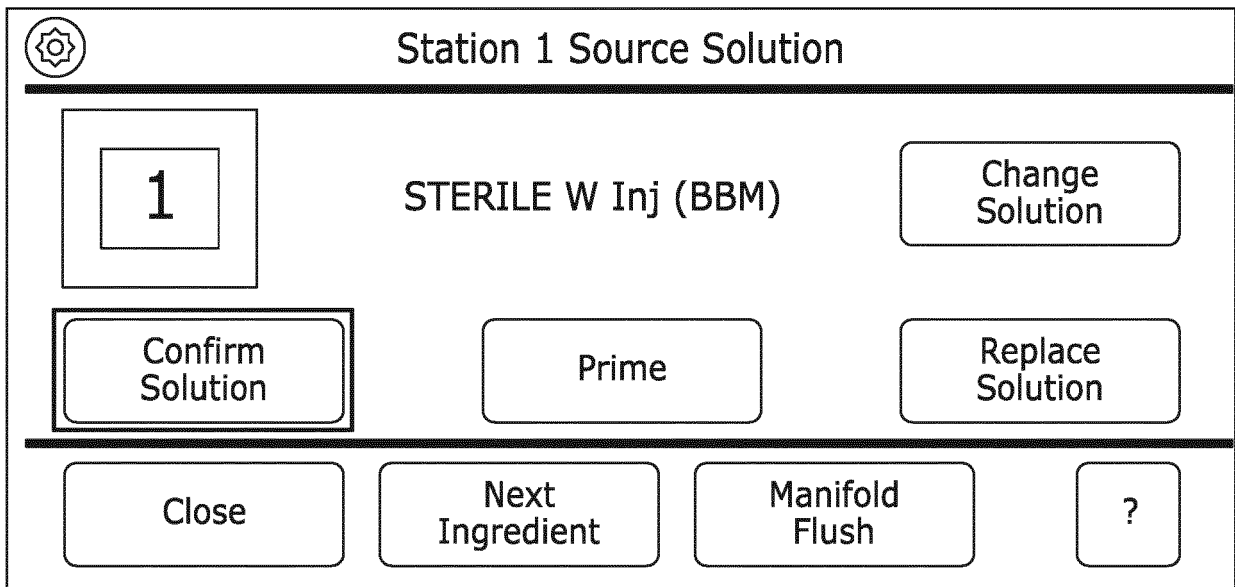 Station 1 Source Solution
1
STERILE W Inj (BBM)
Change
Solution
Confirm
Solution
Prime
Replace
Solution
Close
Next
Ingredient
Manifold
Flush
?